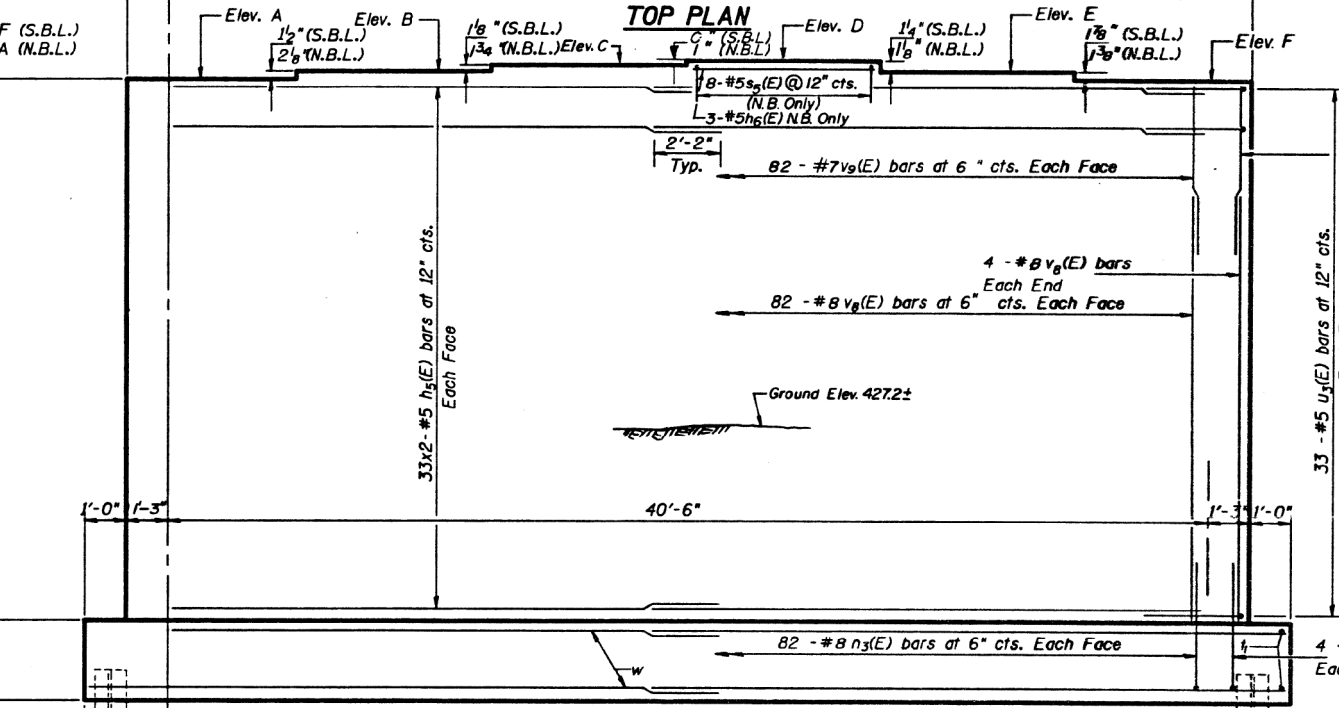 TOP PLAN
F (S.B.L.)
A (N.B.L.)
Elev. A
1½" (S.B.L.)
2⅛" (N.B.L.)
Elev. B
1⅛" (S.B.L.)
1¾" (N.B.L.)
Elev. C
" (S.B.L.)
1" (N.B.L.)
Elev. D
1¼" (S.B.L.)
1⅛" (N.B.L.)
Elev. E
1⅞" (S.B.L.)
1⅜" (N.B.L.)
Elev. F
8-#5s5(E) @ 12" cts.
(N.B. Only)
3-#5h6(E) N.B. Only
2'-2"
Typ.
82 - #7v9(E) bars at 6 " cts. Each Face
4 - #8 v8(E) bars
Each End
82 - #8 v8(E) bars at 6" cts. Each Face
33x2-#5 h5(E) bars at 12" cts.
Each Face
33 - #5 u3(E) bars at 12" cts.
Ground Elev. 427.2±
1'-0"
1'-3"
40'-6"
1'-3"
1'-0"
82 - #8 n3(E) bars at 6" cts. Each Face
w
t1
4 -